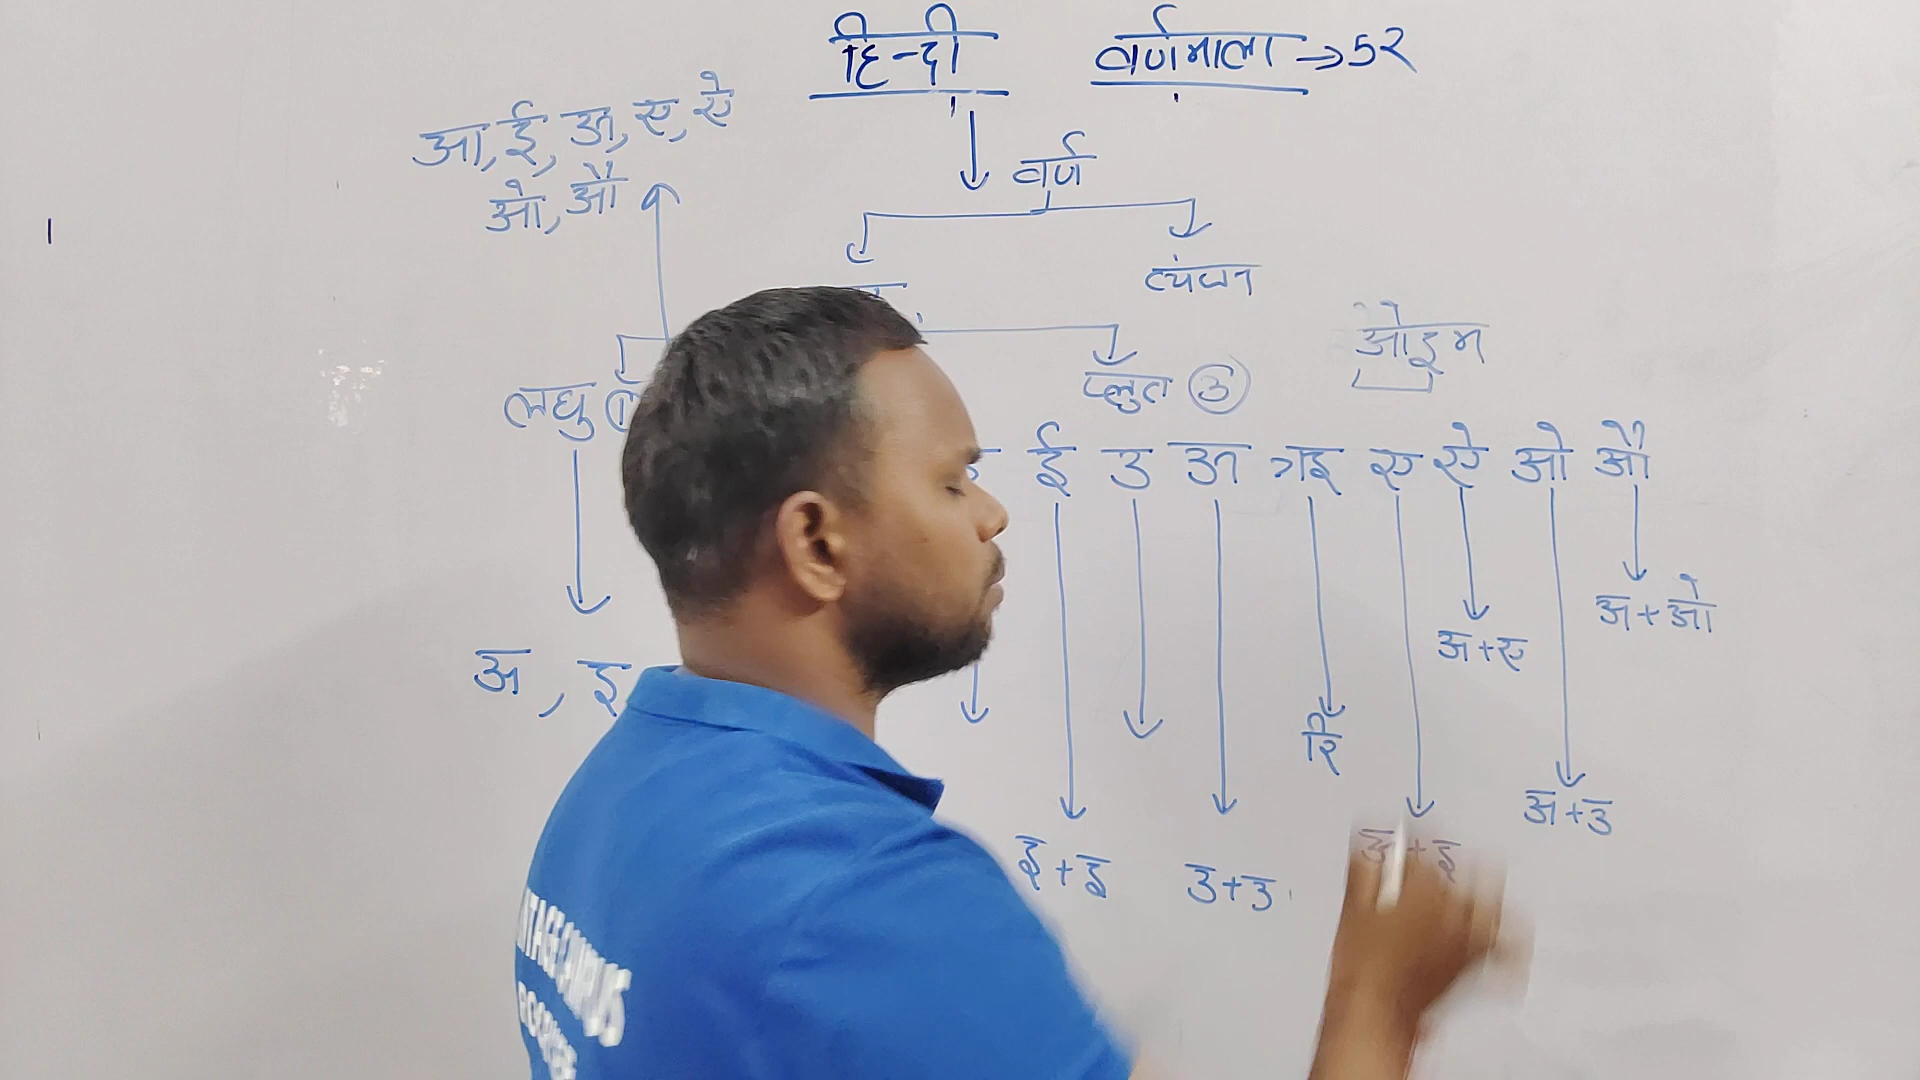 हिन्दी वर्णमाला → 52
आ, ई, ऊ, ए, ऐ
ओ, औ
वर्ण
व्यंजन
ओ३म
लघु
प्लुत ③
ई उ ऊ ऋ ए ऐ ओ औ
अ + ओ
अ + ए
अ , इ
रि
अ + उ
इ + इ उ + उ अ + इ